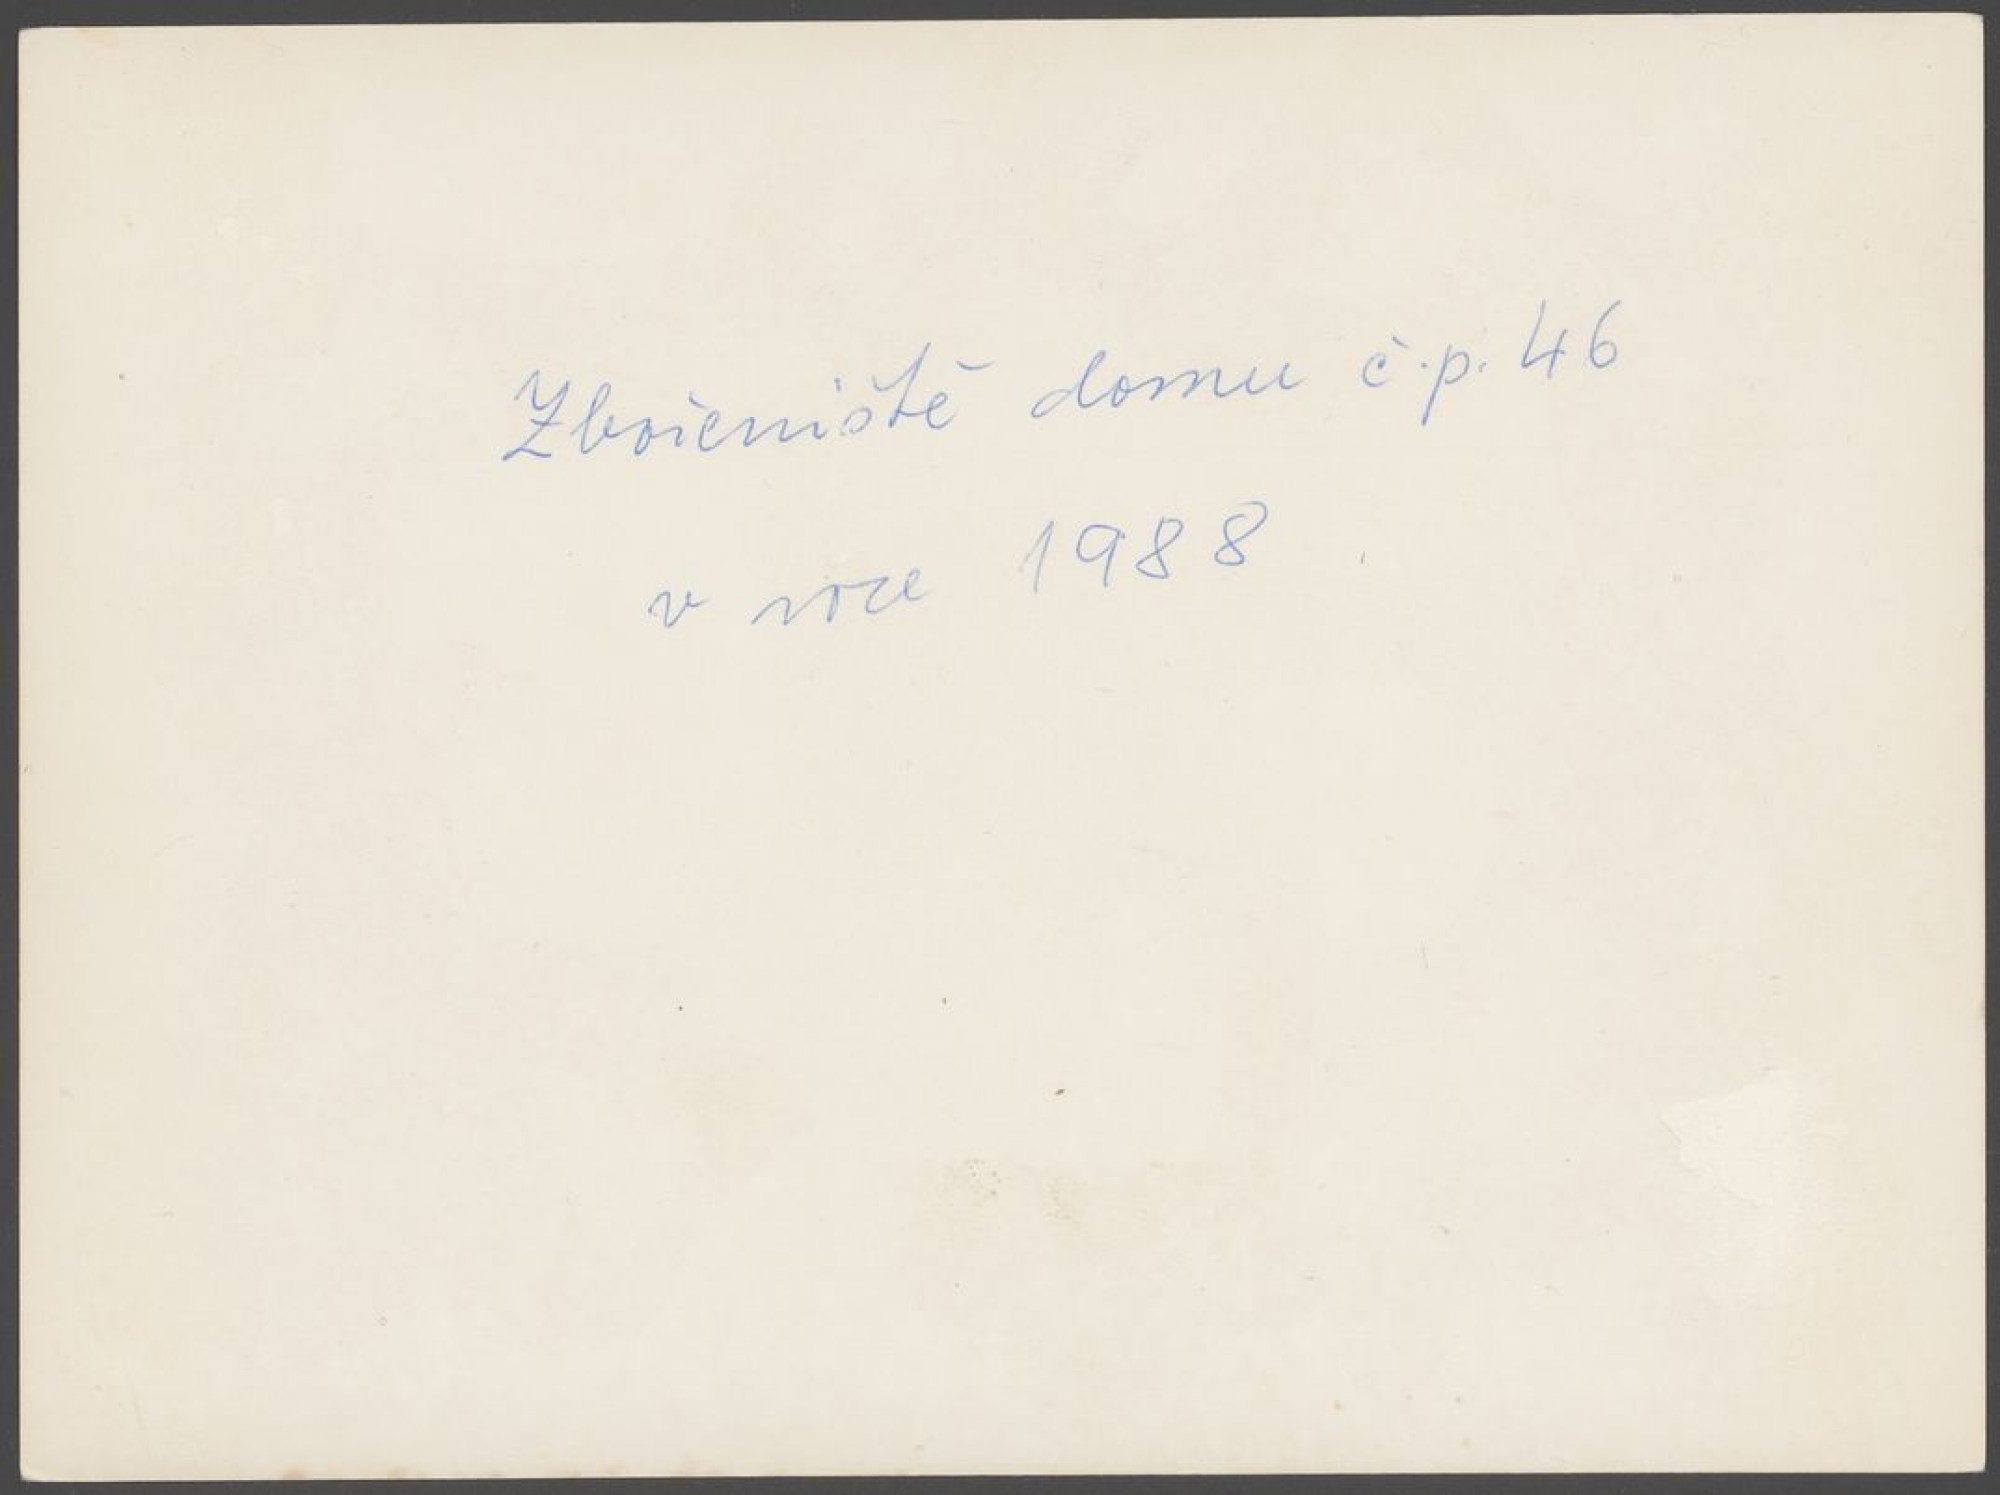 Zbořeniště domu č.p. 46
v roce 1988